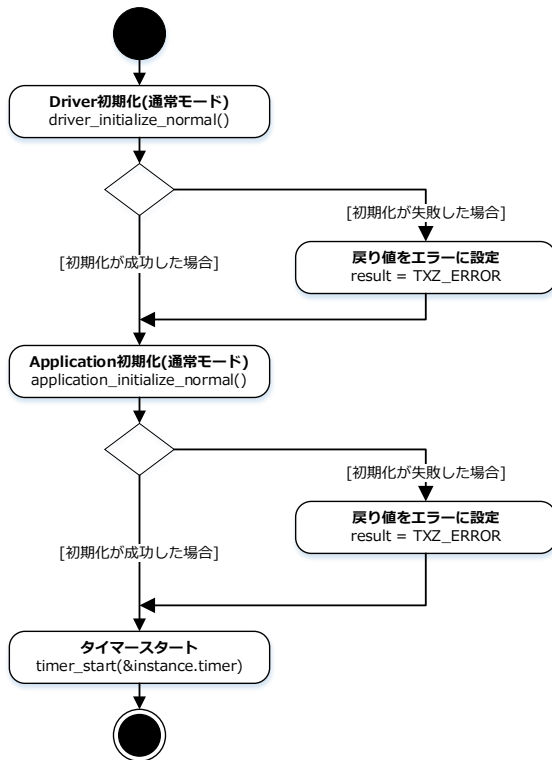 Driver初期化(通常モード)
driver_initialize_normal()
[初期化が失敗した場合]
[初期化が成功した場合]
戻り値をエラーに設定
result = TXZ_ERROR
Application初期化(通常モード)
application_initialize_normal()
[初期化が失敗した場合]
戻り値をエラーに設定
result = TXZ_ERROR
[初期化が成功した場合]
タイマースタート
timer_start(&instance.timer)